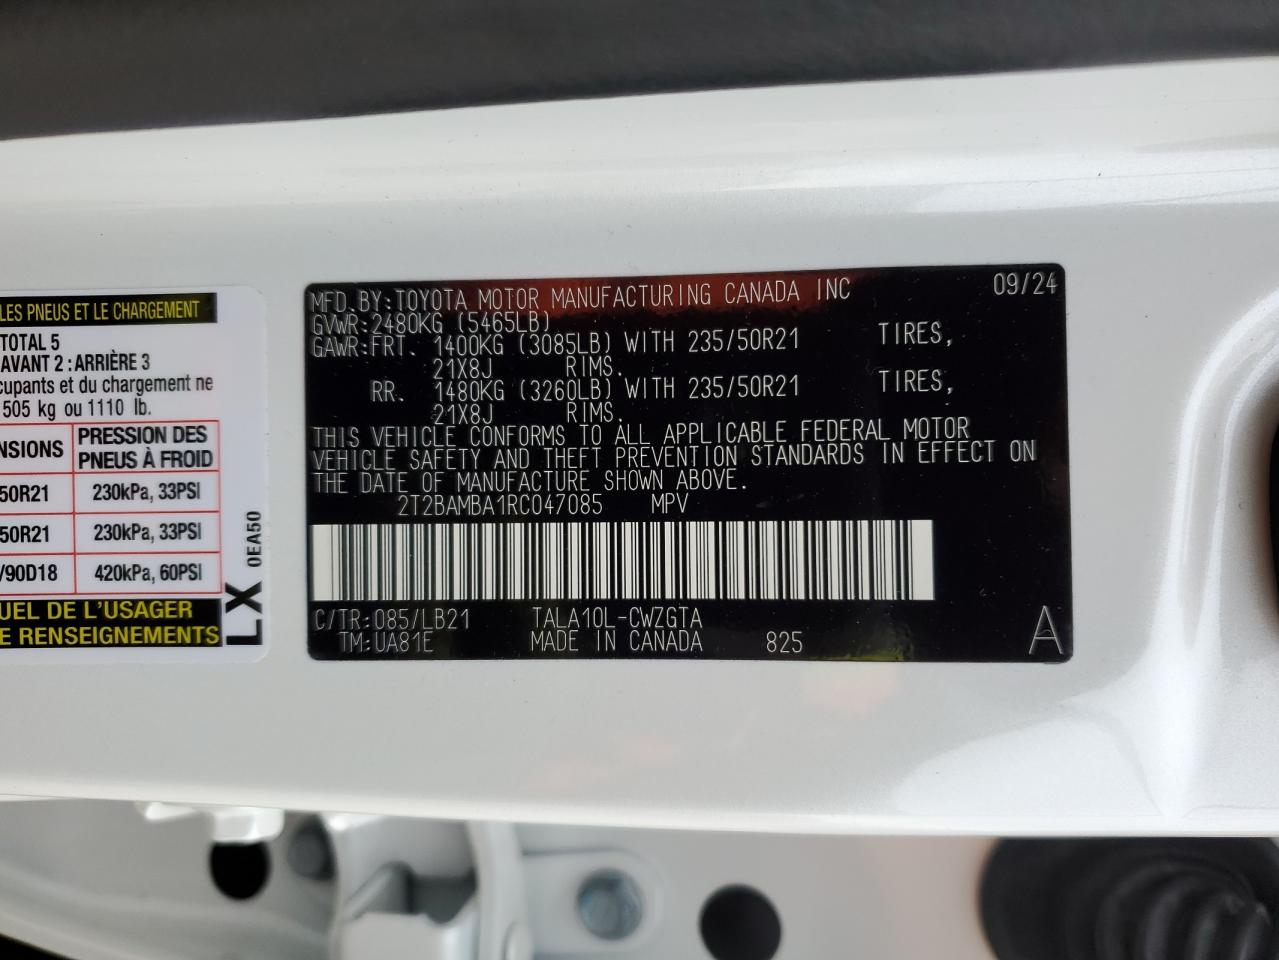 LES PNEUS ET LE CHARGEMENT
TOTAL 5
AVANT 2 : ARRIÈRE 3
cupants et du chargement ne
505 kg ou 1110 lb.
NSIONS PRESSION DES PNEUS À FROID
50R21 230kPa, 33PSI
50R21 230kPa, 33PSI
/90D18 420kPa, 60PSI
UEL DE L'USAGER
E RENSEIGNEMENTS
LX 0EA50
MFD.BY:TOYOTA MOTOR MANUFACTURING CANADA INC 09/24
GVWR:2480KG (5465LB)
GAWR:FRT. 1400KG (3085LB) WITH 235/50R21 TIRES,
21X8J RIMS.
RR. 1480KG (3260LB) WITH 235/50R21 TIRES,
21X8J RIMS.
THIS VEHICLE CONFORMS TO ALL APPLICABLE FEDERAL MOTOR
VEHICLE SAFETY AND THEFT PREVENTION STANDARDS IN EFFECT ON
THE DATE OF MANUFACTURE SHOWN ABOVE.
2T2BAMBA1RC047085 MPV
C/TR:085/LB21 TALA10L-CWZGTA
TM:UA81E MADE IN CANADA 825 A